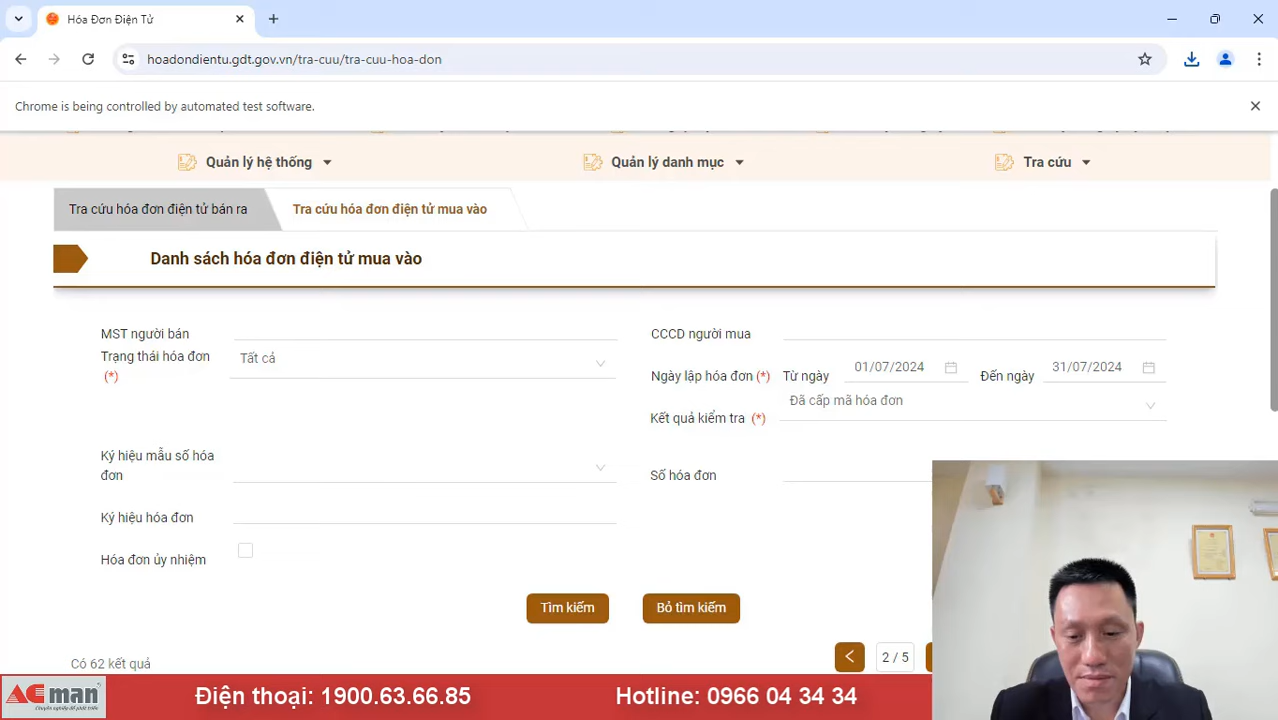 Hóa Đơn Điện Tử
hoadondientu.gdt.gov.vn/tra-cuu/tra-cuu-hoa-don
Chrome is being controlled by automated test software.
Quản lý hệ thống
Quản lý danh mục
Tra cứu
Tra cứu hóa đơn điện tử bán ra
Tra cứu hóa đơn điện tử mua vào
Danh sách hóa đơn điện tử mua vào
MST người bán
CCCD người mua
Trạng thái hóa đơn (*)
Tất cả
Ngày lập hóa đơn (*) Từ ngày 01/07/2024 Đến ngày 31/07/2024
Kết quả kiểm tra (*) Đã cấp mã hóa đơn
Ký hiệu mẫu số hóa
đơn
Số hóa đơn
Ký hiệu hóa đơn
Hóa đơn ủy nhiệm
Tìm kiếm
Bỏ tìm kiếm
Có 62 kết quả
2 / 5
ACman
Chuyên nghiệp để phát triển
Điện thoại: 1900.63.66.85
Hotline: 0966 04 34 34